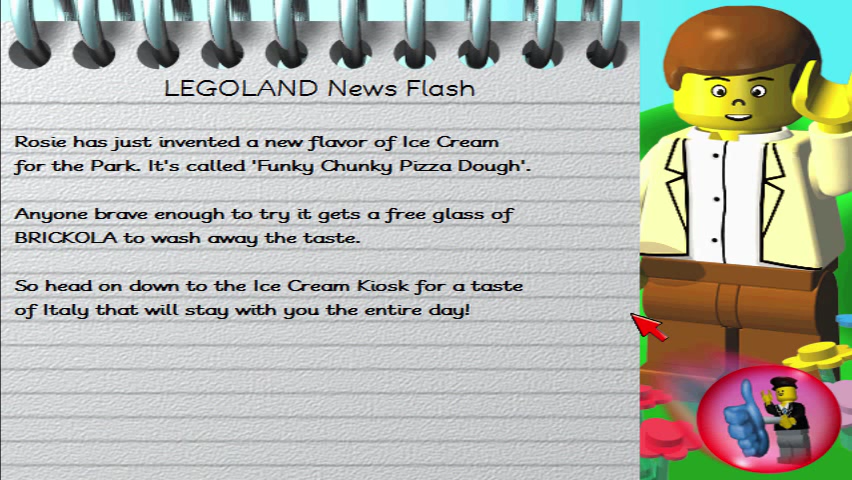 LEGOLAND News Flash
Rosie has just invented a new flavor of Ice Cream
for the Park. It's called 'Funky Chunky Pizza Dough'.
Anyone brave enough to try it gets a free glass of
BRICKOLA to wash away the taste.
So head on down to the Ice Cream Kiosk for a taste
of Italy that will stay with you the entire day!